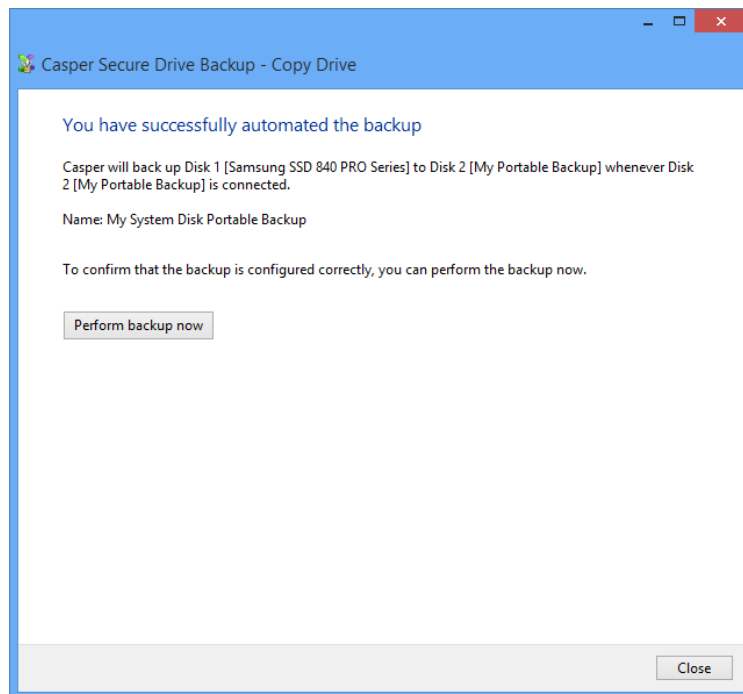 Casper Secure Drive Backup - Copy Drive
You have successfully automated the backup
Casper will back up Disk 1 [Samsung SSD 840 PRO Series] to Disk 2 [My Portable Backup] whenever Disk
2 [My Portable Backup] is connected.
Name: My System Disk Portable Backup
To confirm that the backup is configured correctly, you can perform the backup now.
Perform backup now
Close